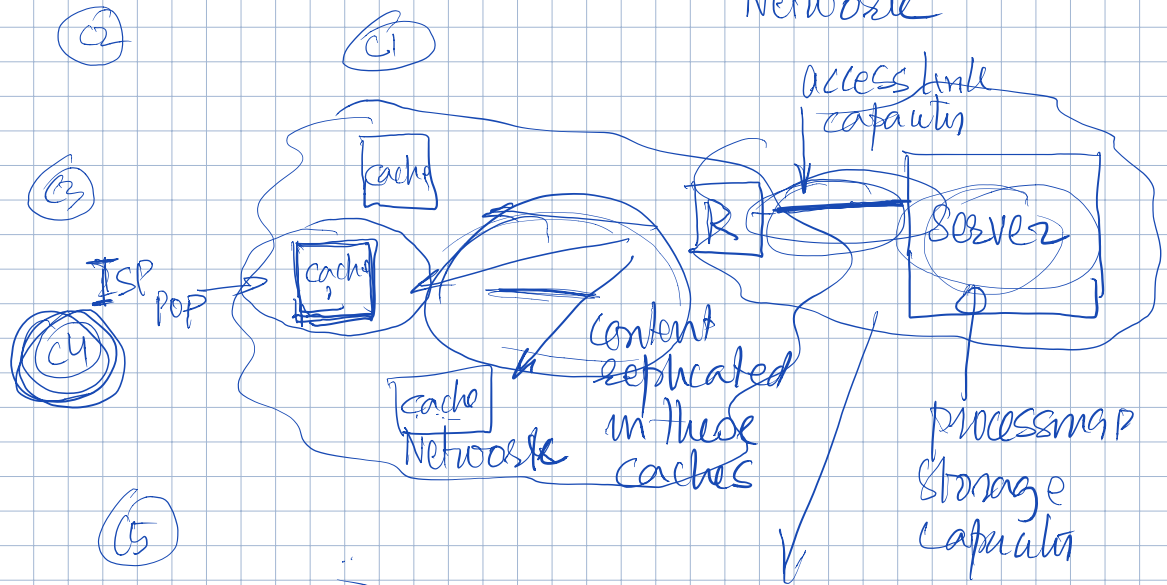 Network
C2
C1
access link
capacity
cache
C3
R
server
ISP
POP
cache
C4
content
replicated
in these
caches
cache
Network
processing
storage
capacity
C5